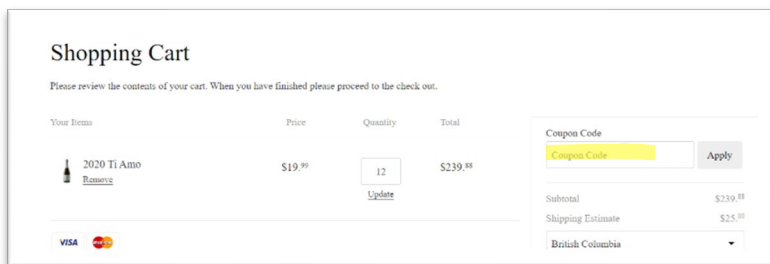 Shopping Cart
Please review the contents of your cart. When you have finished please proceed to the check out.
Your Items Price Quantity Total
2020 Ti Amo $19.99 12 $239.88
Remove
Update
VISA
Coupon Code
Coupon Code Apply
Subtotal $239.88
Shipping Estimate $25.00
British Columbia